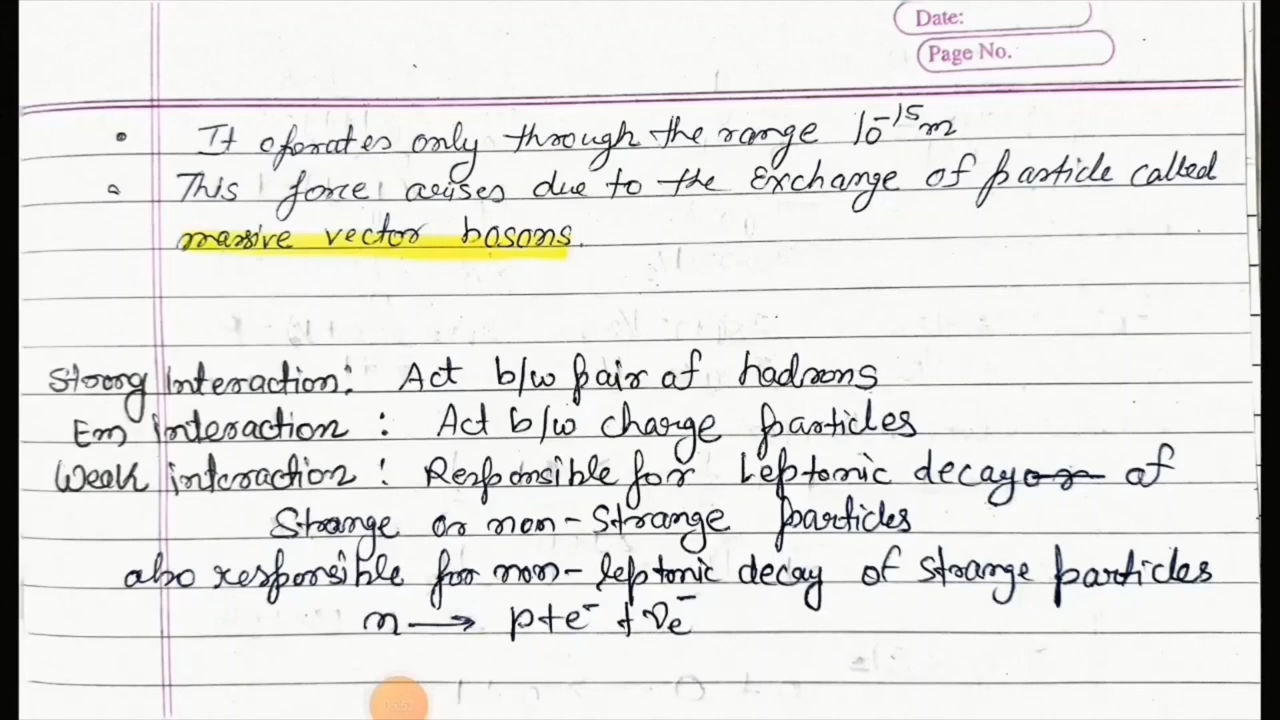 Date:
Page No.
• It operates only through the range 10⁻¹⁵m
• This force arises due to the Exchange of particle called
massive vector bosons.
Strong interaction: Act b/w pair of hadrons
Em interaction : Act b/w charge particles
Weak interaction : Responsible for Leptonic decay of
Strange or non-Strange particles
also responsible for non-leptonic decay of strange particles
n → p + e⁻ + ν̄e